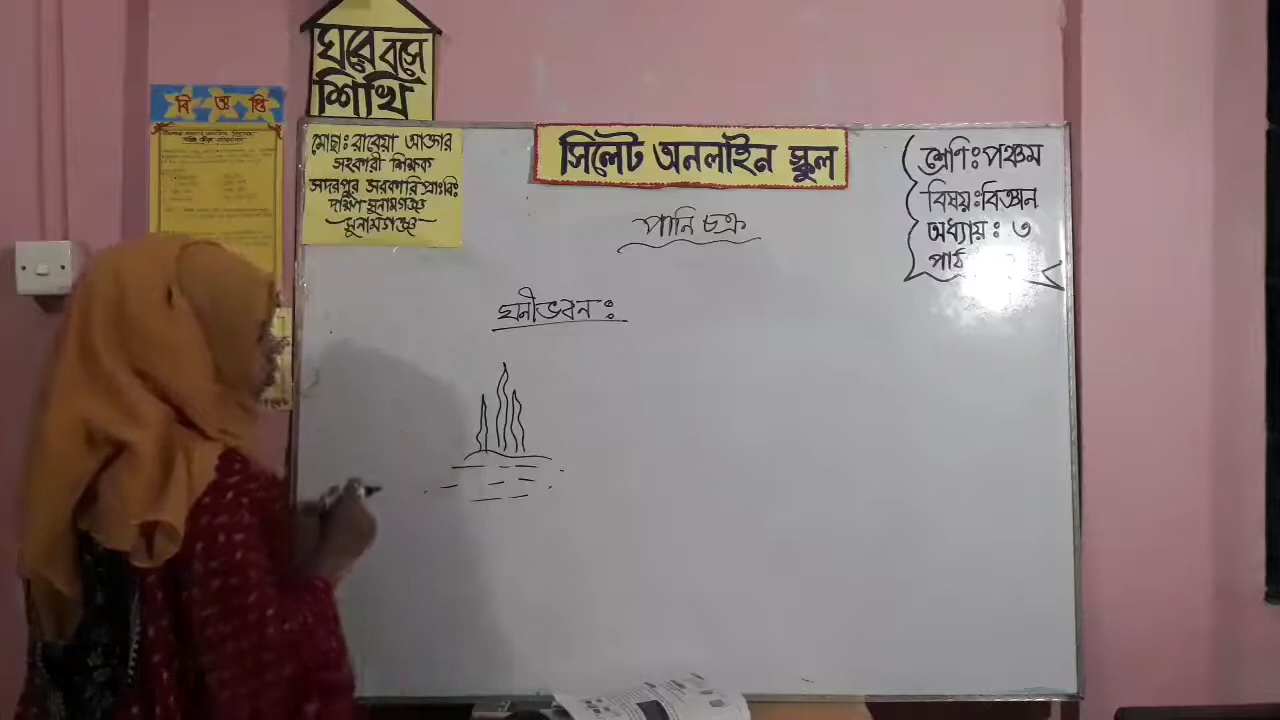 ঘরে বসে
শিখি
বি অ প্তি
মোছাঃ রাবেয়া আক্তার
সহকারী শিক্ষক
সদরপুর সরকারি প্রাঃবিঃ
দক্ষিণ সুনামগঞ্জ
সুনামগঞ্জ
সিলেট অনলাইন স্কুল
শ্রেণিঃপঞ্চম
বিষয়ঃবিজ্ঞান
অধ্যায়ঃ ৩
পাঠ
পানি চক্র
ঘনীভবনঃ